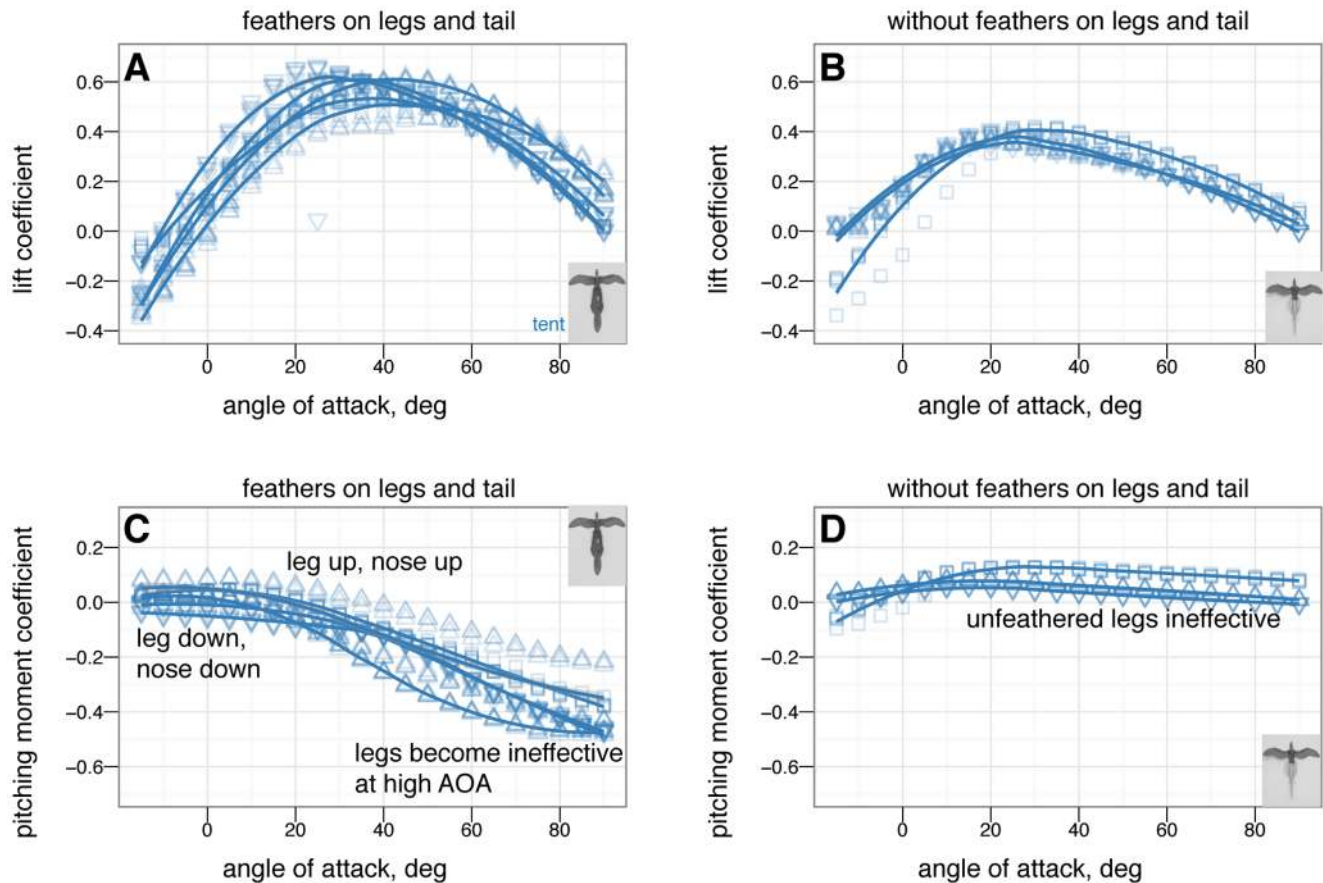 feathers on legs and tail
A
lift coefficient
0.6
0.4
0.2
0.0
−0.2
−0.4
tent
0 20 40 60 80
angle of attack, deg
without feathers on legs and tail
B
lift coefficient
0.6
0.4
0.2
0.0
−0.2
−0.4
0 20 40 60 80
angle of attack, deg
feathers on legs and tail
C
pitching moment coefficient
0.2
0.0
−0.2
−0.4
−0.6
leg up, nose up
leg down,
nose down
legs become ineffective
at high AOA
0 20 40 60 80
angle of attack, deg
without feathers on legs and tail
D
pitching moment coefficient
0.2
0.0
−0.2
−0.4
−0.6
unfeathered legs ineffective
0 20 40 60 80
angle of attack, deg